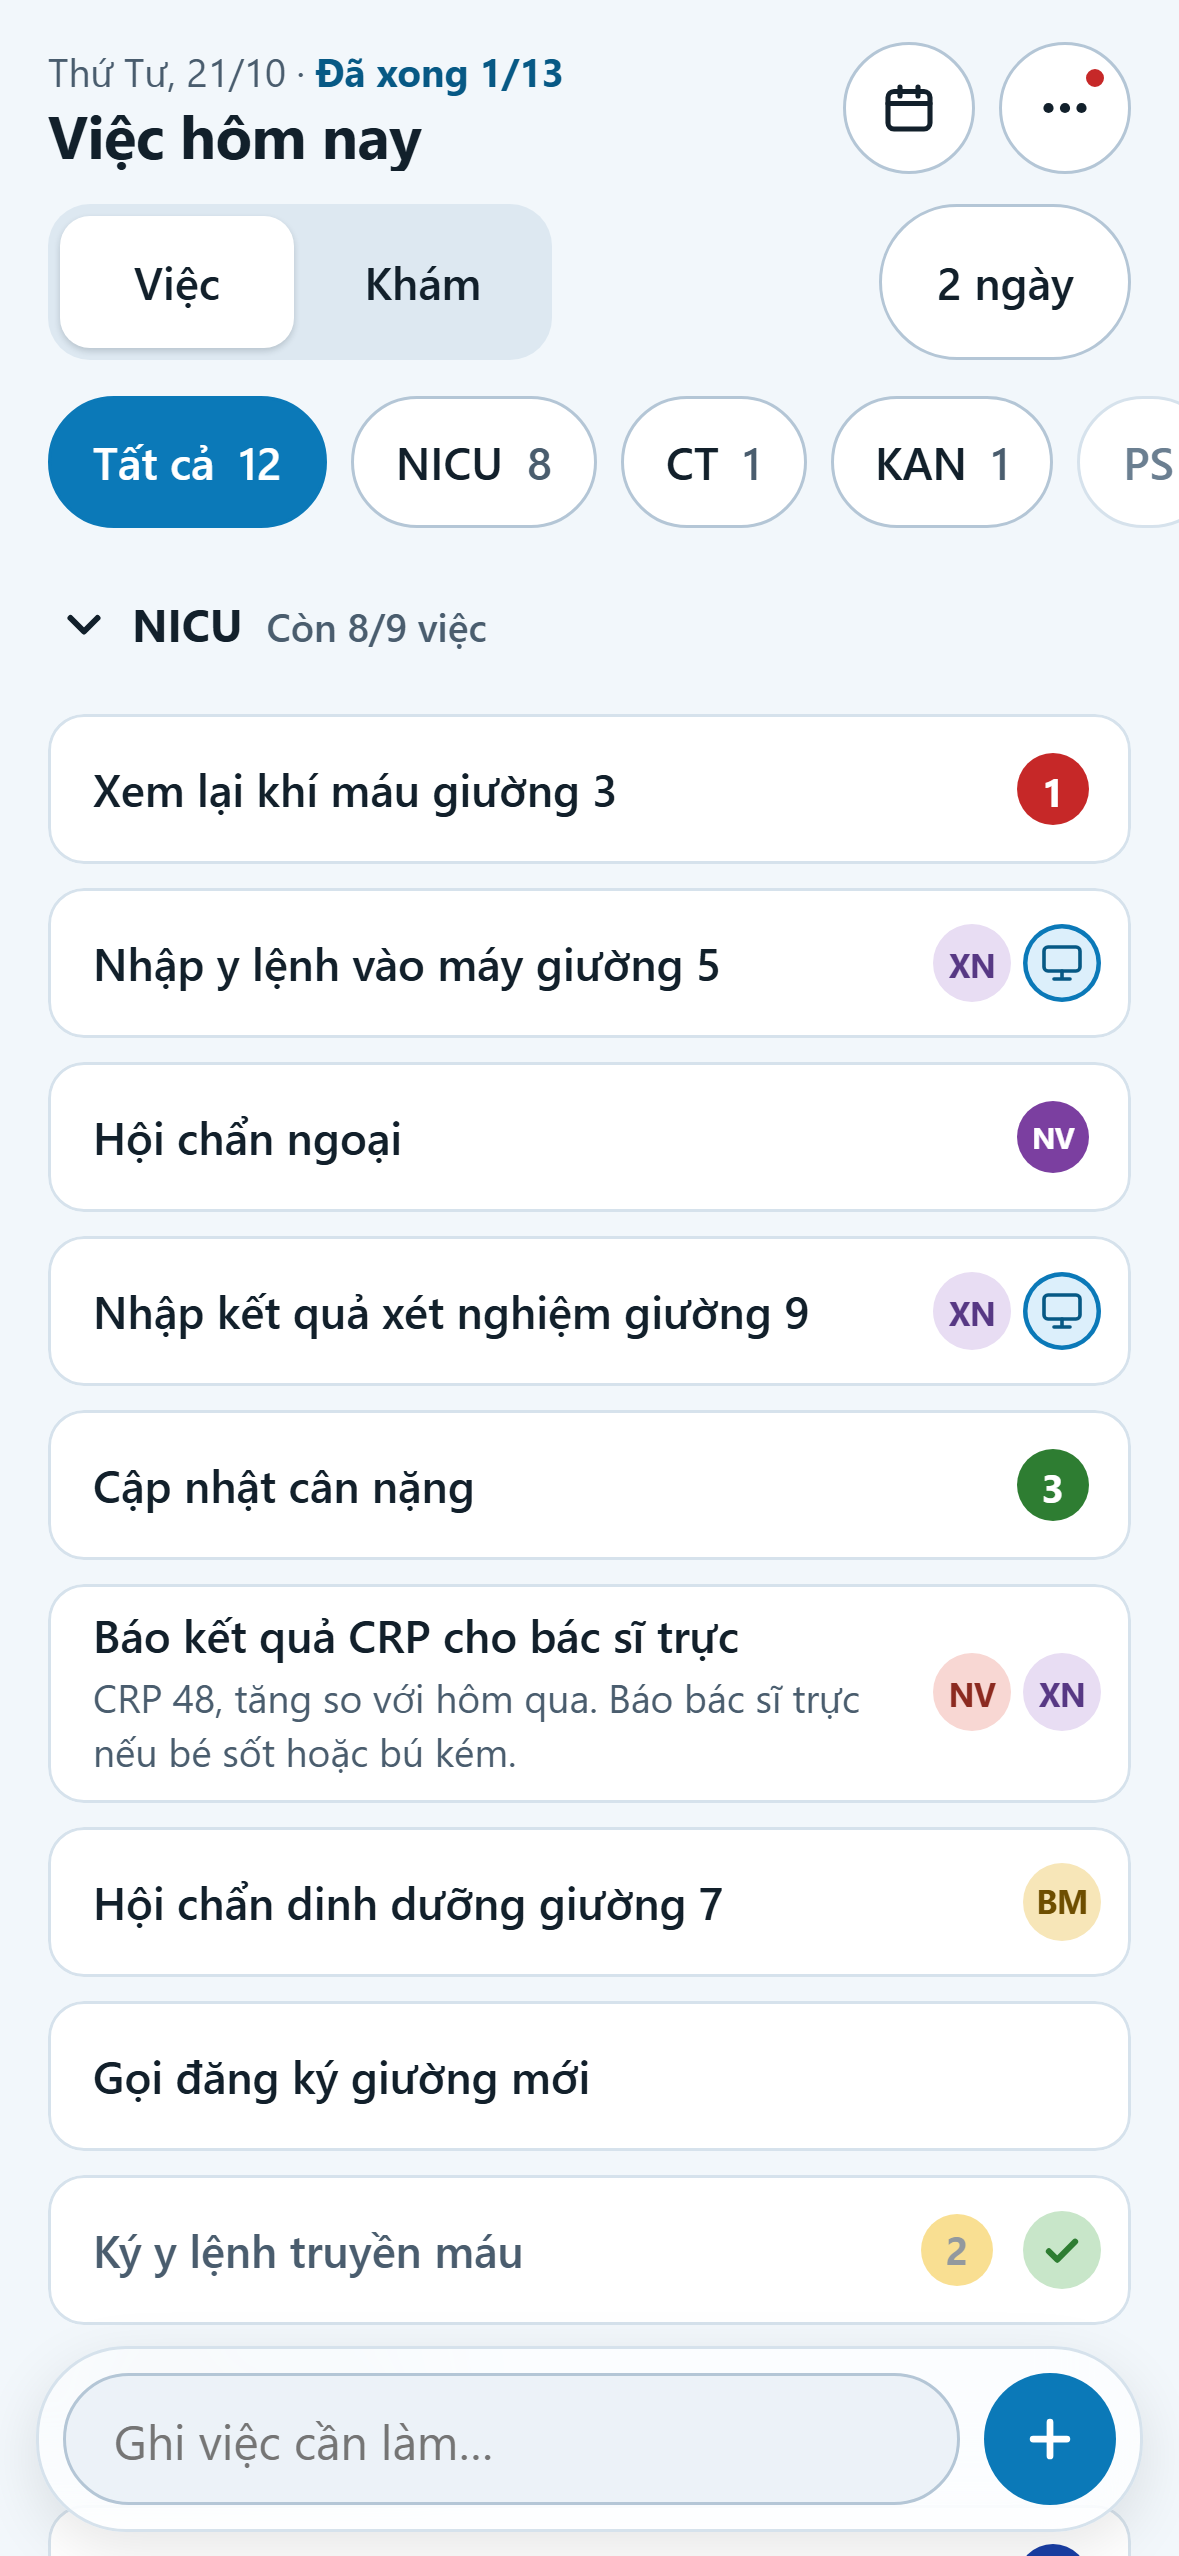 Thứ Tư, 21/10 · Đã xong 1/13
Việc hôm nay
Việc
Khám
2 ngày
Tất cả 12
NICU 8
CT 1
KAN 1
PS
NICU Còn 8/9 việc
Xem lại khí máu giường 3
1
Nhập y lệnh vào máy giường 5
XN
Hội chẩn ngoại
NV
Nhập kết quả xét nghiệm giường 9
XN
Cập nhật cân nặng
3
Báo kết quả CRP cho bác sĩ trực
CRP 48, tăng so với hôm qua. Báo bác sĩ trực
nếu bé sốt hoặc bú kém.
NV XN
Hội chẩn dinh dưỡng giường 7
BM
Gọi đăng ký giường mới
Ký y lệnh truyền máu
2
Ghi việc cần làm...